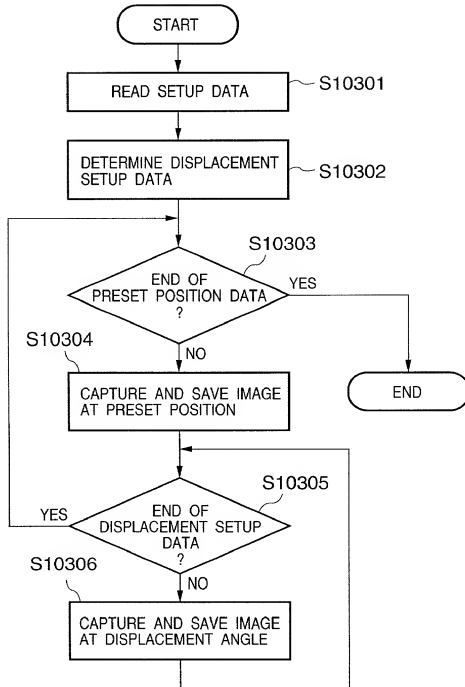 START
READ SETUP DATA
S10301
DETERMINE DISPLACEMENT
SETUP DATA
S10302
S10303
END OF
PRESET POSITION DATA
?
YES
NO
S10304
CAPTURE AND SAVE IMAGE
AT PRESET POSITION
END
S10305
YES
END OF
DISPLACEMENT SETUP
DATA
?
NO
S10306
CAPTURE AND SAVE IMAGE
AT DISPLACEMENT ANGLE